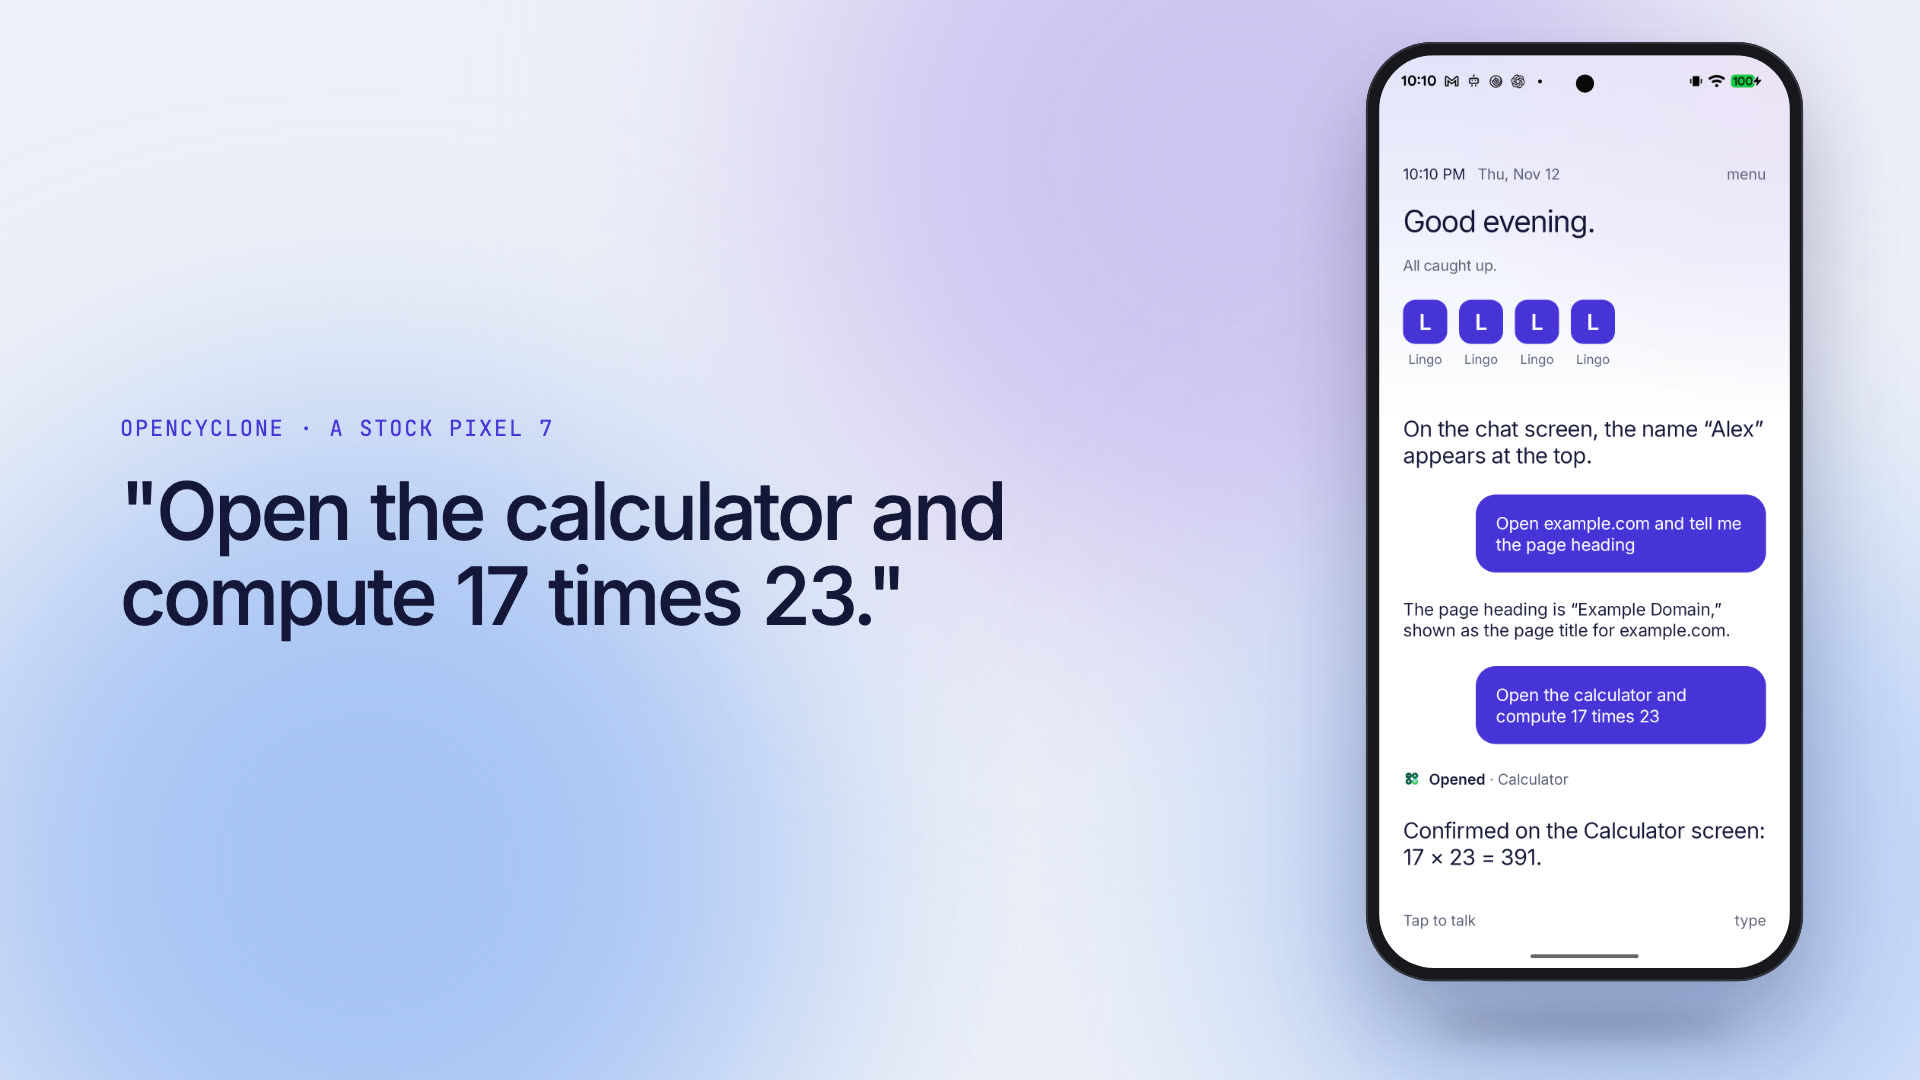 OPENCYCLONE · A STOCK PIXEL 7
"Open the calculator and
compute 17 times 23."
10:10
100
10:10 PM Thu, Nov 12
menu
Good evening.
All caught up.
L L L L
Lingo Lingo Lingo Lingo
On the chat screen, the name “Alex”
appears at the top.
Open example.com and tell me
the page heading
The page heading is “Example Domain,”
shown as the page title for example.com.
Open the calculator and
compute 17 times 23
Opened · Calculator
Confirmed on the Calculator screen:
17 × 23 = 391.
Tap to talk
type